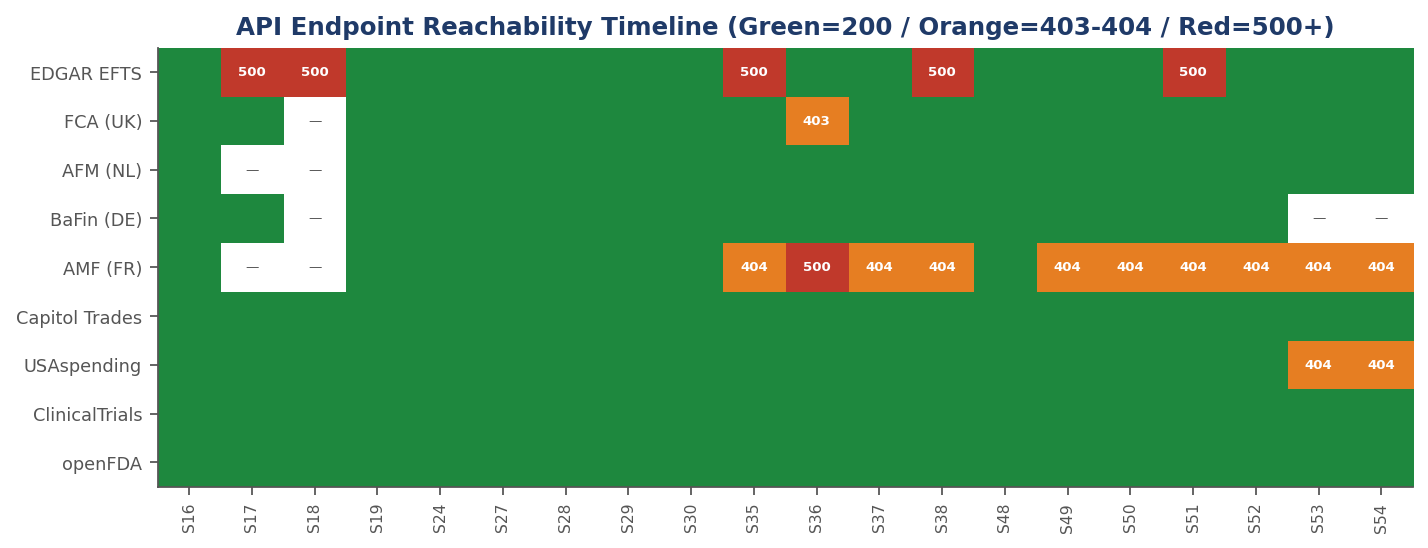 API Endpoint Reachability Timeline (Green=200 / Orange=403-404 / Red=500+)
EDGAR EFTS 500 500 500 500 500
FCA (UK) — 403
AFM (NL) — —
BaFin (DE) — — —
AMF (FR) — — 404 500 404 404 404 404 404 404 404 404
Capitol Trades
USAspending 404 404
ClinicalTrials
openFDA
S16 S17 S18 S19 S24 S27 S28 S29 S30 S35 S36 S37 S38 S48 S49 S50 S51 S52 S53 S54